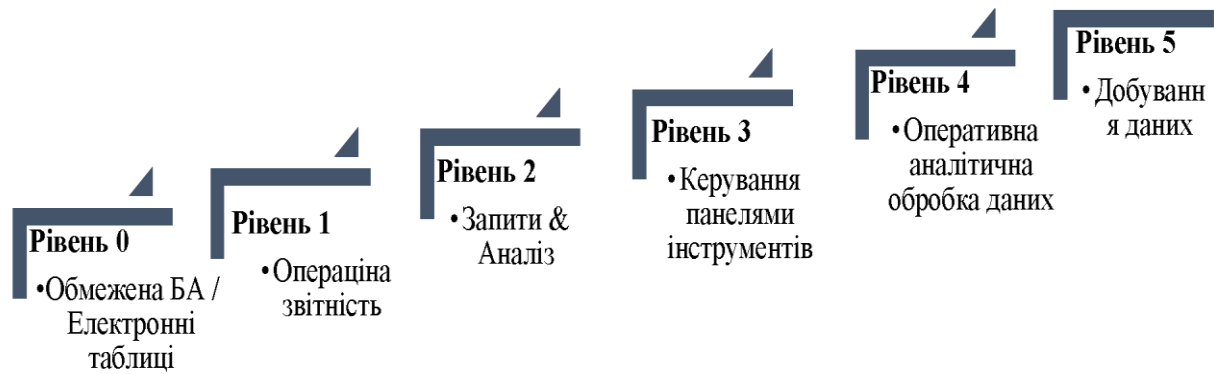 Рівень 0
•Обмежена БА /
Електронні
таблиці
Рівень 1
•Операціна
звітність
Рівень 2
•Запити &
Аналіз
Рівень 3
•Керування
панелями
інструментів
Рівень 4
•Оперативна
аналітична
обробка даних
Рівень 5
•Добуванн
я даних